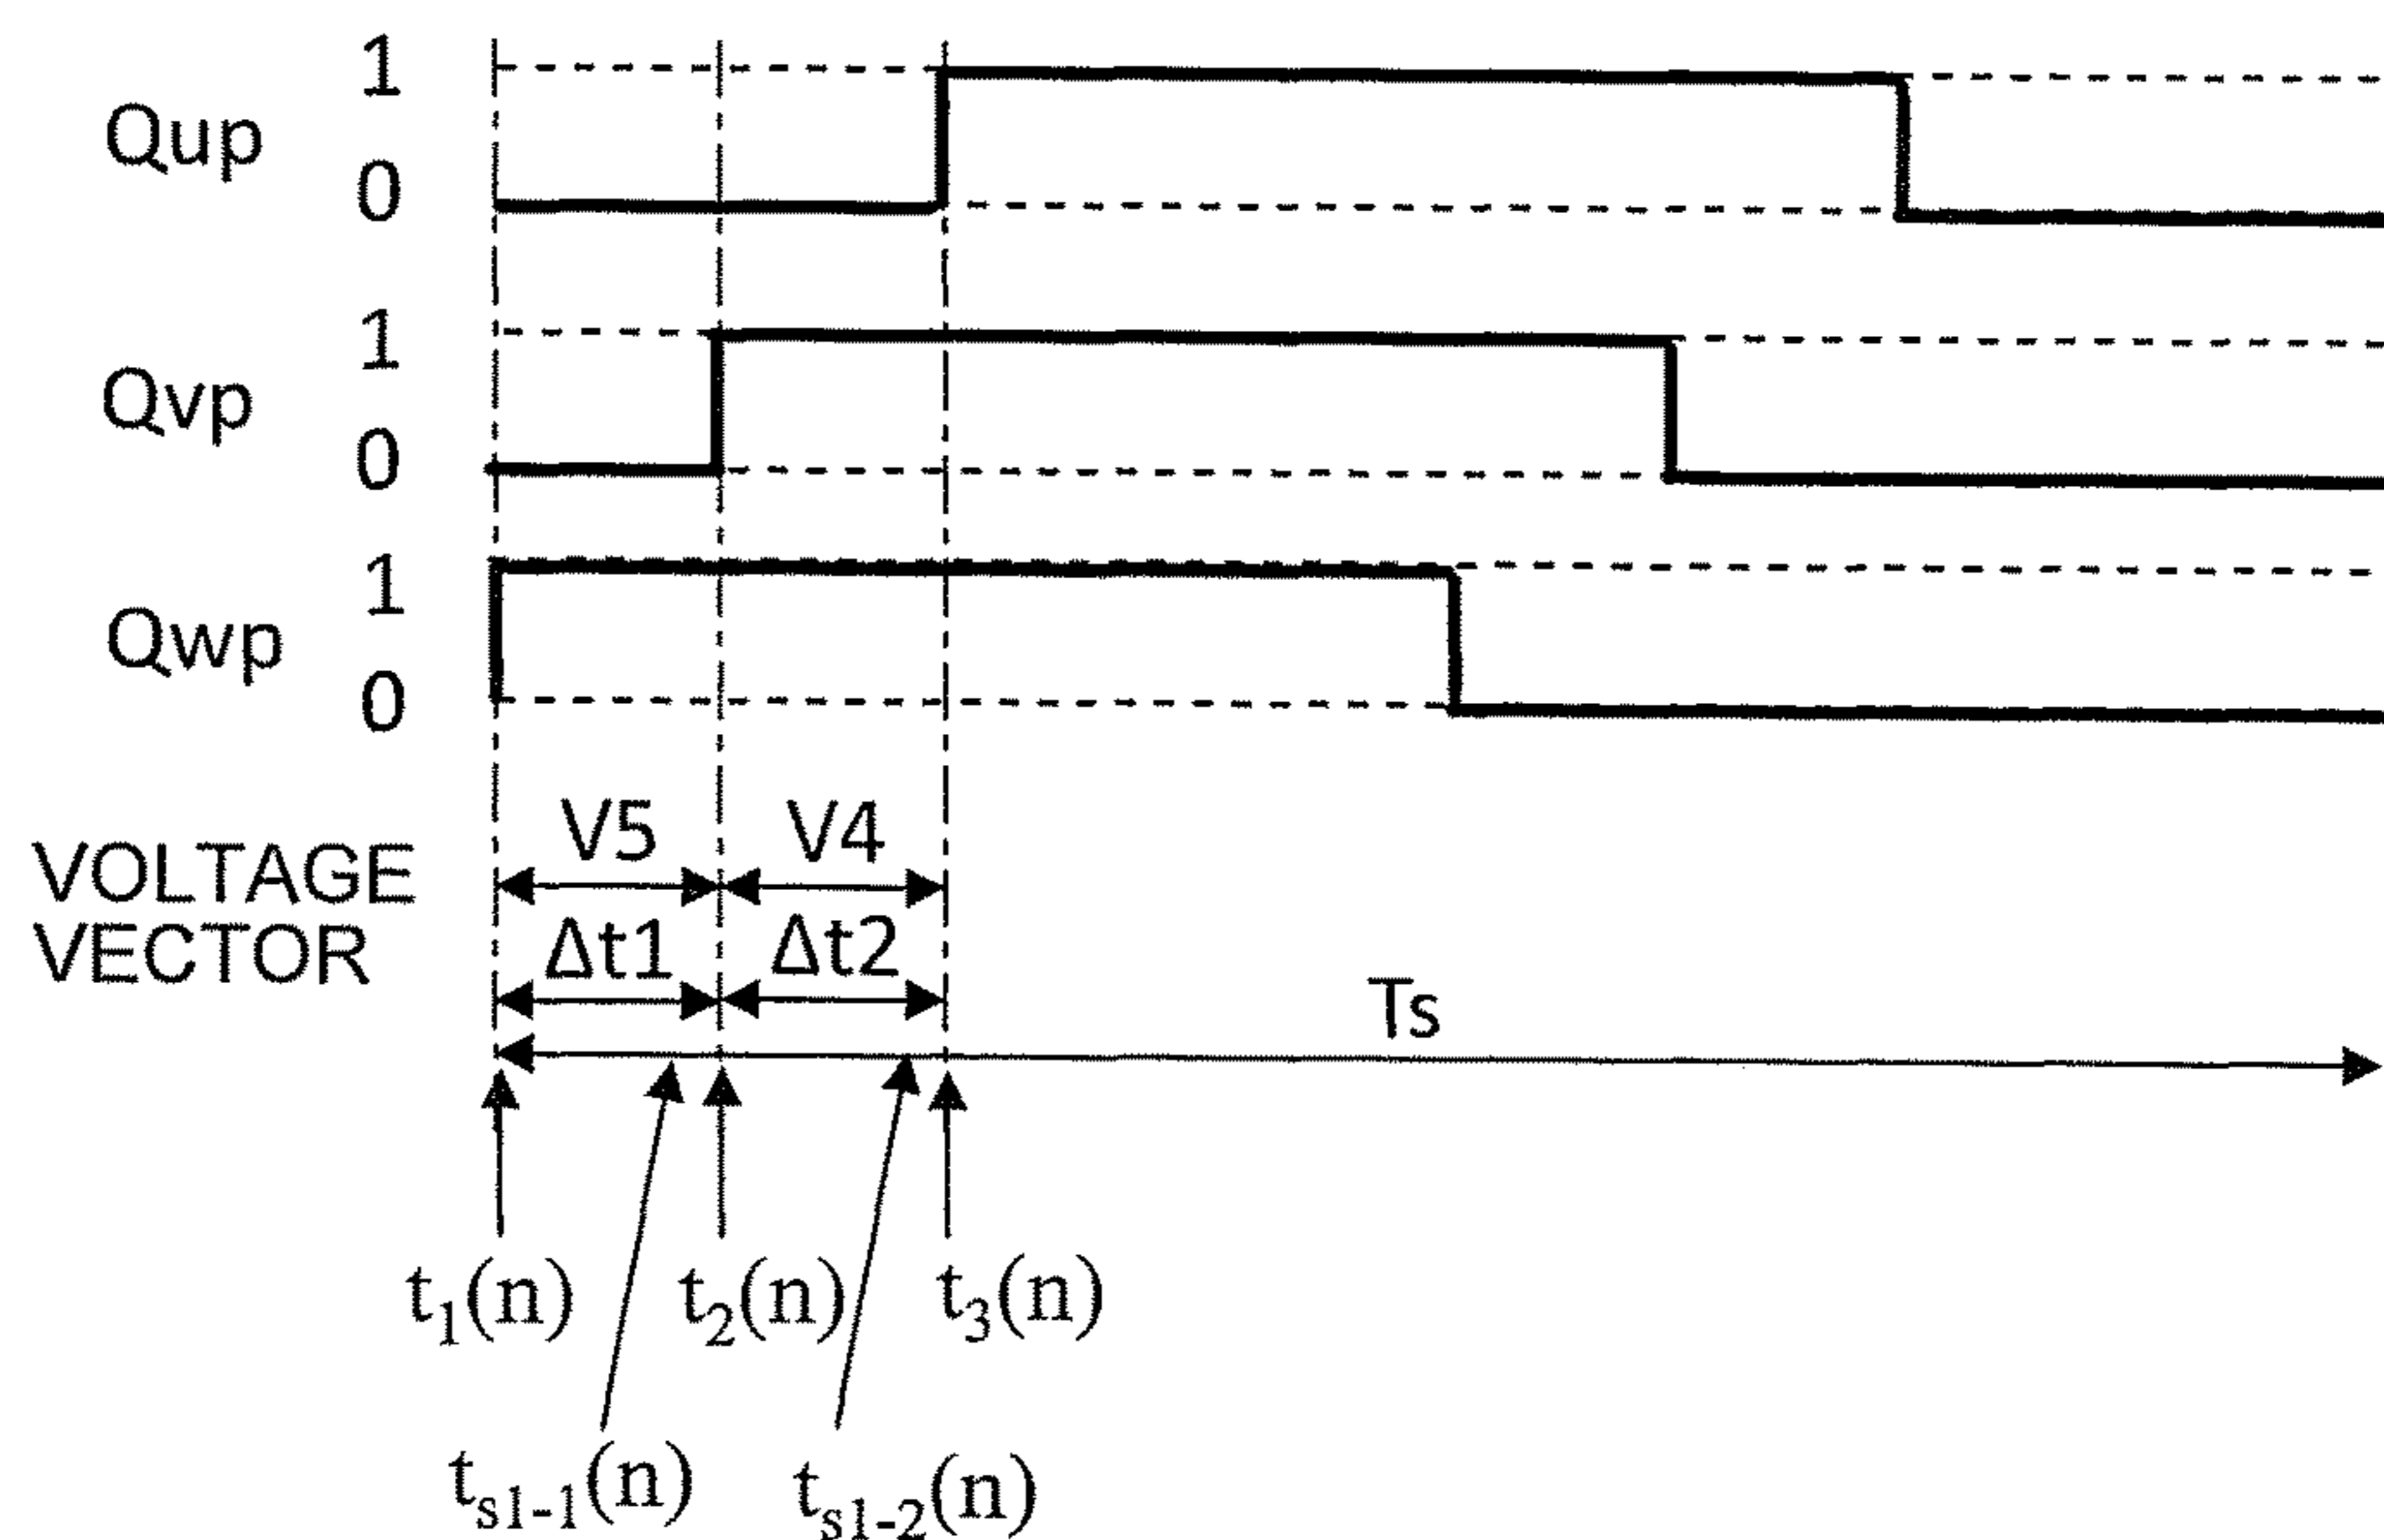 1
Qup
0
1
Qvp
0
1
Qwp
0
V5 V4
VOLTAGE
VECTOR
Δt1 Δt2
Ts
t₁(n) t₂(n) t₃(n)
tₛ₁₋₁(n) tₛ₁₋₂(n)